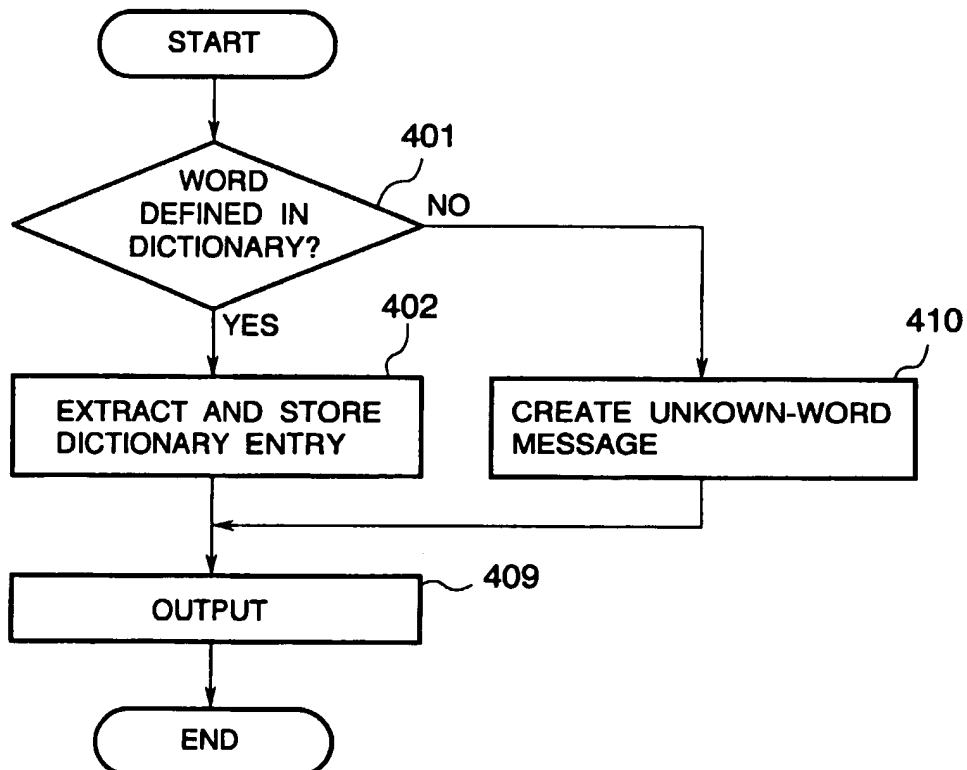 START
401
WORD
DEFINED IN
DICTIONARY?
NO
YES
402
410
EXTRACT AND STORE
DICTIONARY ENTRY
CREATE UNKOWN-WORD
MESSAGE
409
OUTPUT
END